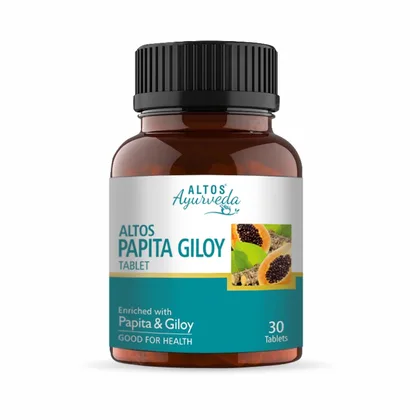 ALTOS
Ayurveda
ALTOS
PAPITA GILOY
TABLET
Enriched with
Papita & Giloy
GOOD FOR HEALTH
30
Tablets